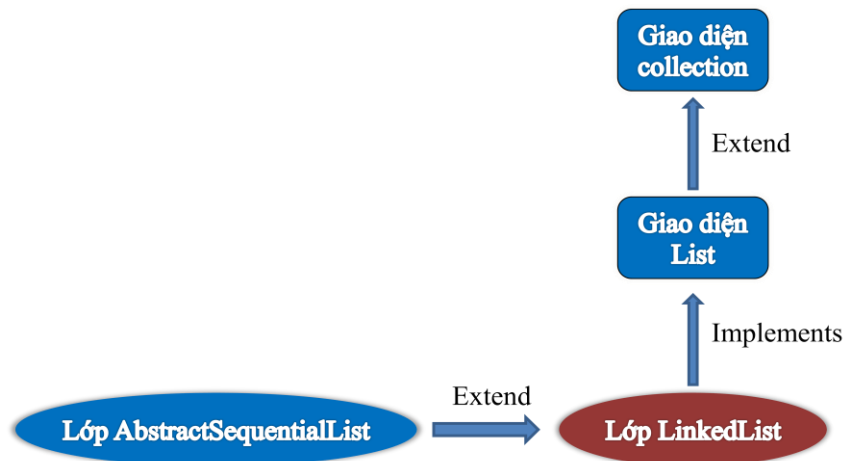 Giao diện
collection
Extend
Giao diện
List
Implements
Extend
Lớp AbstractSequentialList
Lớp LinkedList